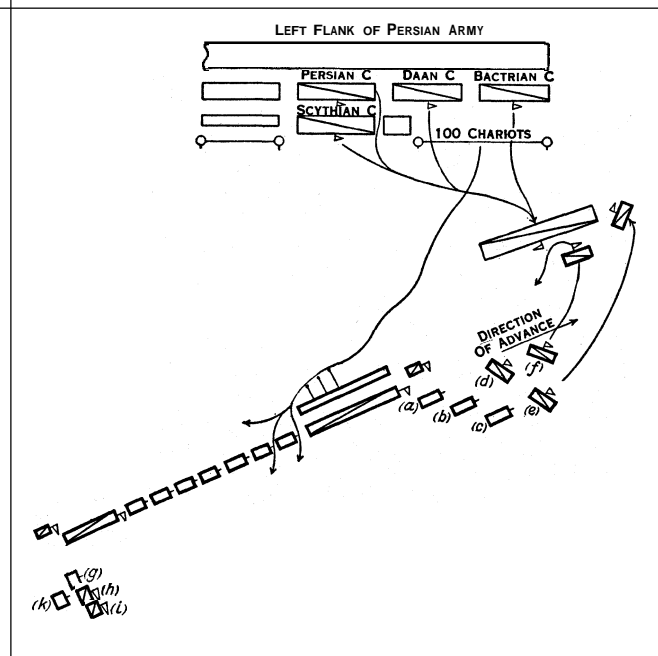 LEFT FLANK OF PERSIAN ARMY
PERSIAN C DAAN C BACTRIAN C
SCYTHIAN C
100 CHARIOTS
DIRECTION
OF ADVANCE
(d) (f)
(a) (b) (c) (e)
(g)
(k) (h)
(i)